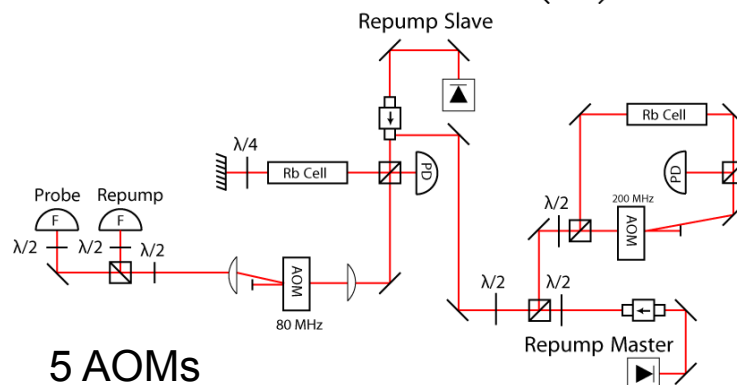 Repump Slave
Rb Cell
λ/4
Rb Cell
PD
PD
Probe
Repump
200 MHz
λ/2
AOM
F
F
λ/2
λ/2
λ/2
AOM
λ/2
λ/2
80 MHz
Repump Master
5 AOMs